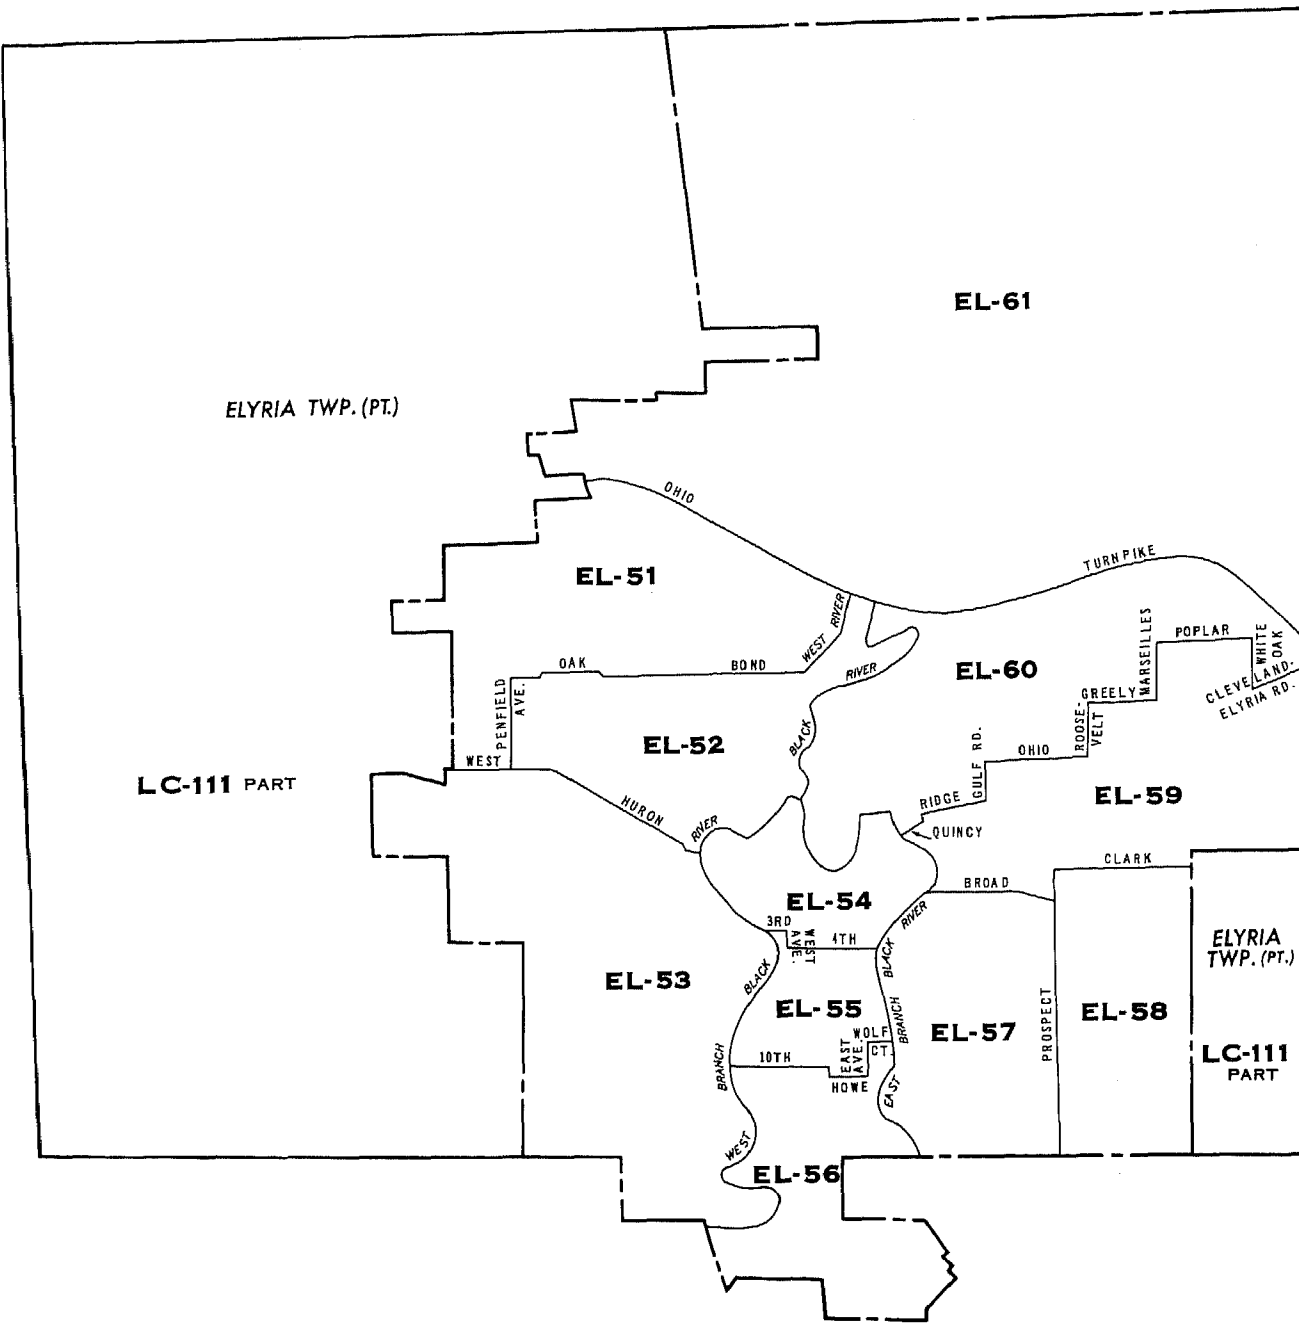 EL-61
ELYRIA TWP. (PT.)
OHIO
TURNPIKE
EL-51
WEST
RIVER
MARSEILLES
POPLAR
WHITE
OAK
OAK
BOND
RIVER
EL-60
CLEVELAND-
ELYRIA RD.
GREELY
PENFIELD
AVE.
ROOSE-
VELT
BLACK
EL-52
GULF RD.
OHIO
WEST
LC-111 PART
HURON
RIVER
RIDGE
EL-59
QUINCY
CLARK
BROAD
EL-54
3RD
WEST
AVE.
4TH
RIVER
BLACK
ELYRIA
TWP. (PT.)
EL-53
BLACK
EL-55
BRANCH
EL-57
PROSPECT
EL-58
WOLF
CT.
EAST
AVE.
10TH
HOWE
BRANCH
EAST
LC-111
PART
WEST
EL-56